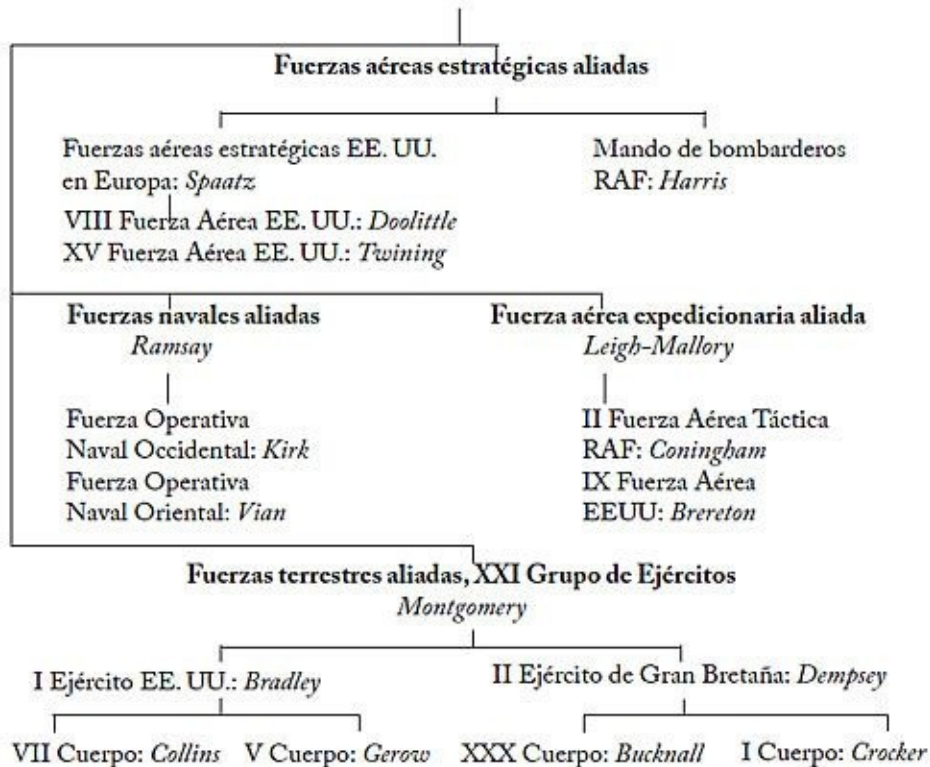 Fuerzas aéreas estratégicas aliadas
Fuerzas aéreas estratégicas EE. UU.
en Europa: Spaatz
VIII Fuerza Aérea EE. UU.: Doolittle
XV Fuerza Aérea EE. UU.: Twining
Mando de bombarderos
RAF: Harris
Fuerzas navales aliadas
Ramsay
Fuerza Operativa
Naval Occidental: Kirk
Fuerza Operativa
Naval Oriental: Vian
Fuerza aérea expedicionaria aliada
Leigh-Mallory
II Fuerza Aérea Táctica
RAF: Coningham
IX Fuerza Aérea
EEUU: Brereton
Fuerzas terrestres aliadas, XXI Grupo de Ejércitos
Montgomery
I Ejército EE. UU.: Bradley
II Ejército de Gran Bretaña: Dempsey
VII Cuerpo: Collins
V Cuerpo: Gerow
XXX Cuerpo: Bucknall
I Cuerpo: Crocker